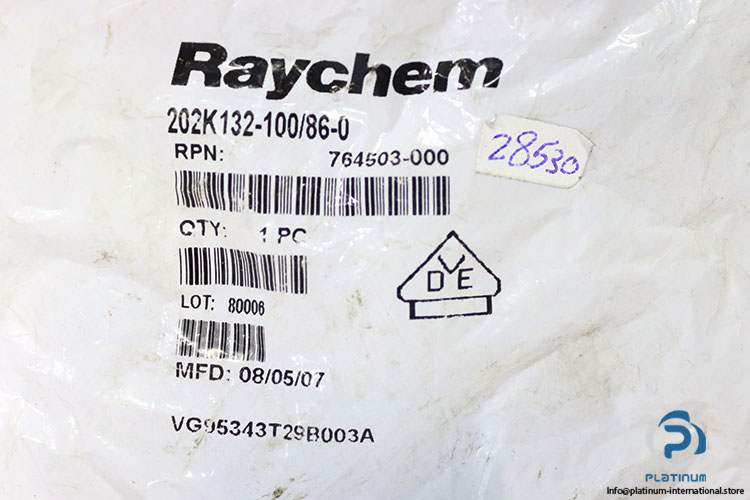 Raychem
202K132-100/86-0
RPN: 764503-000
28530
QTY: 1 PC
VDE
LOT: 80006
MFD: 08/05/07
VG95343T29B003A
PLATINUM
Info@platinum-international.store